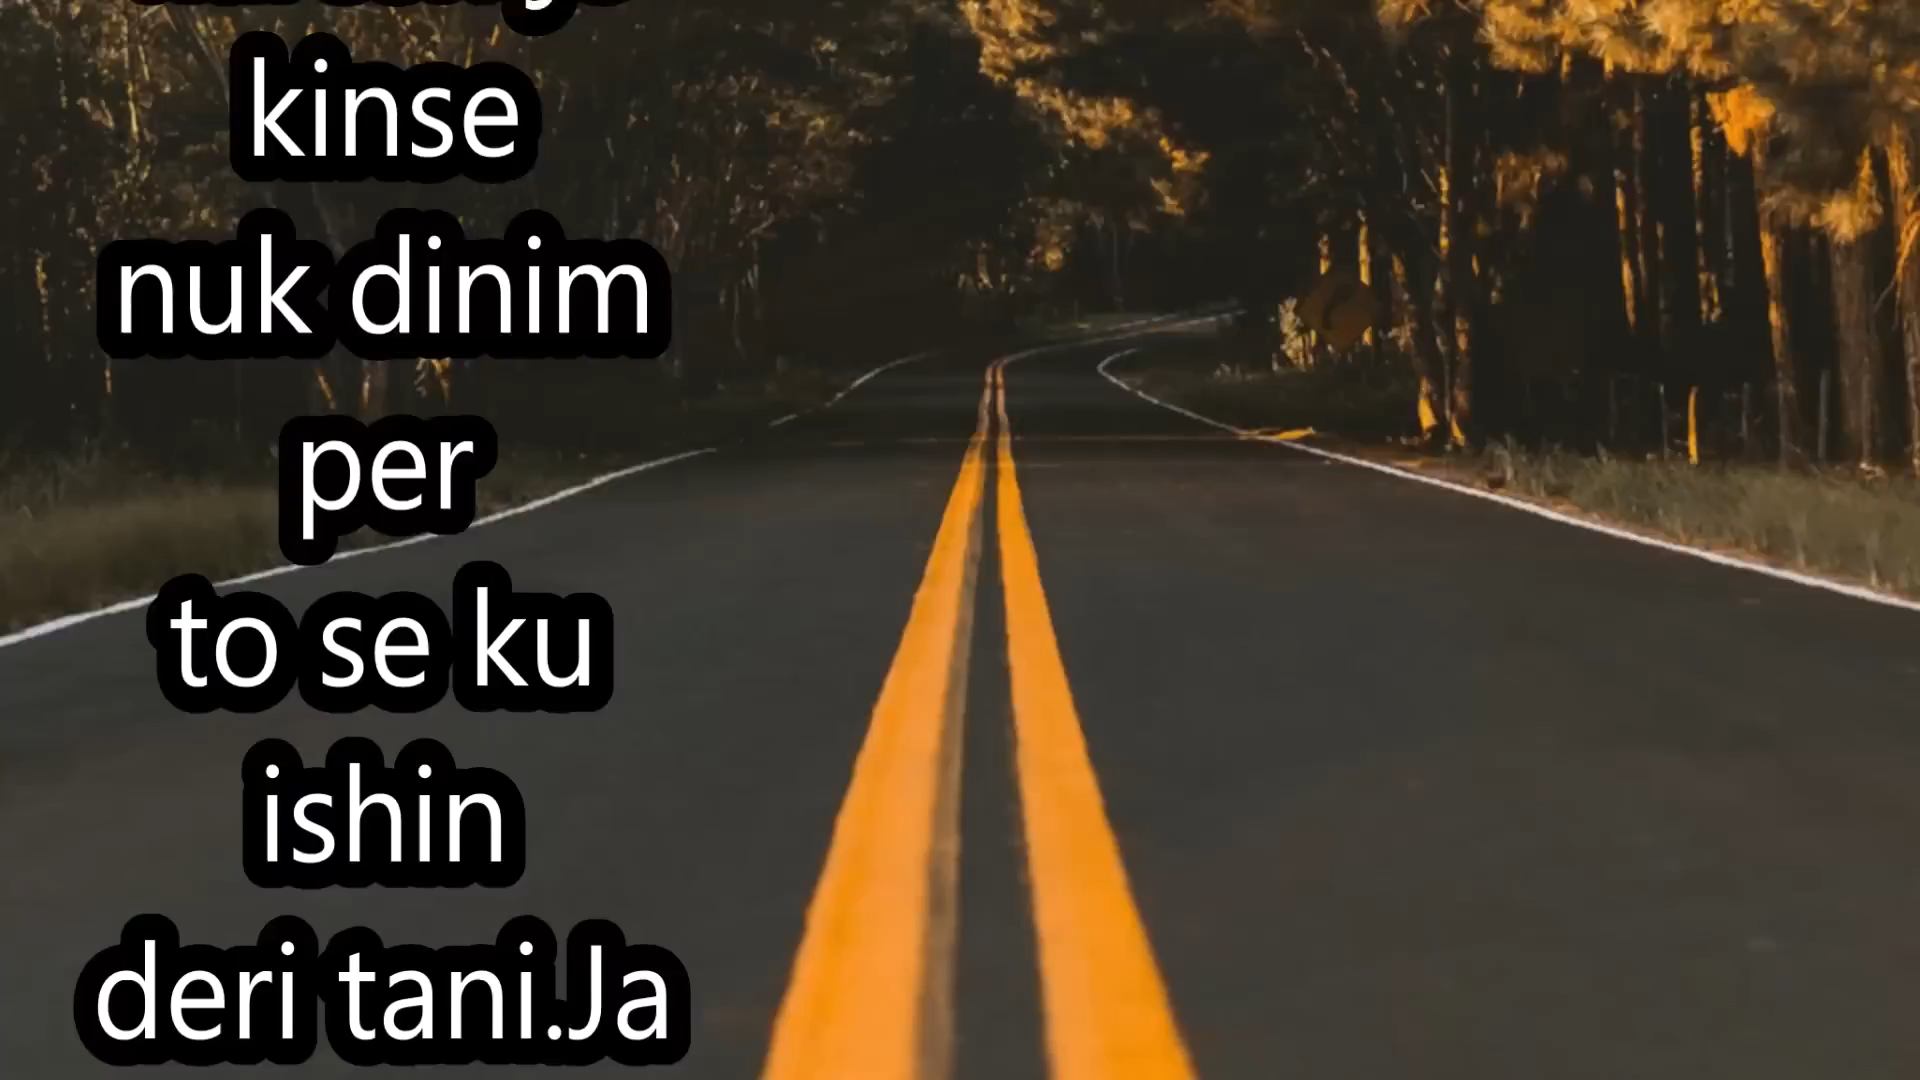 kinse
nuk dinim
per
to se ku
ishin
deri tani.Ja